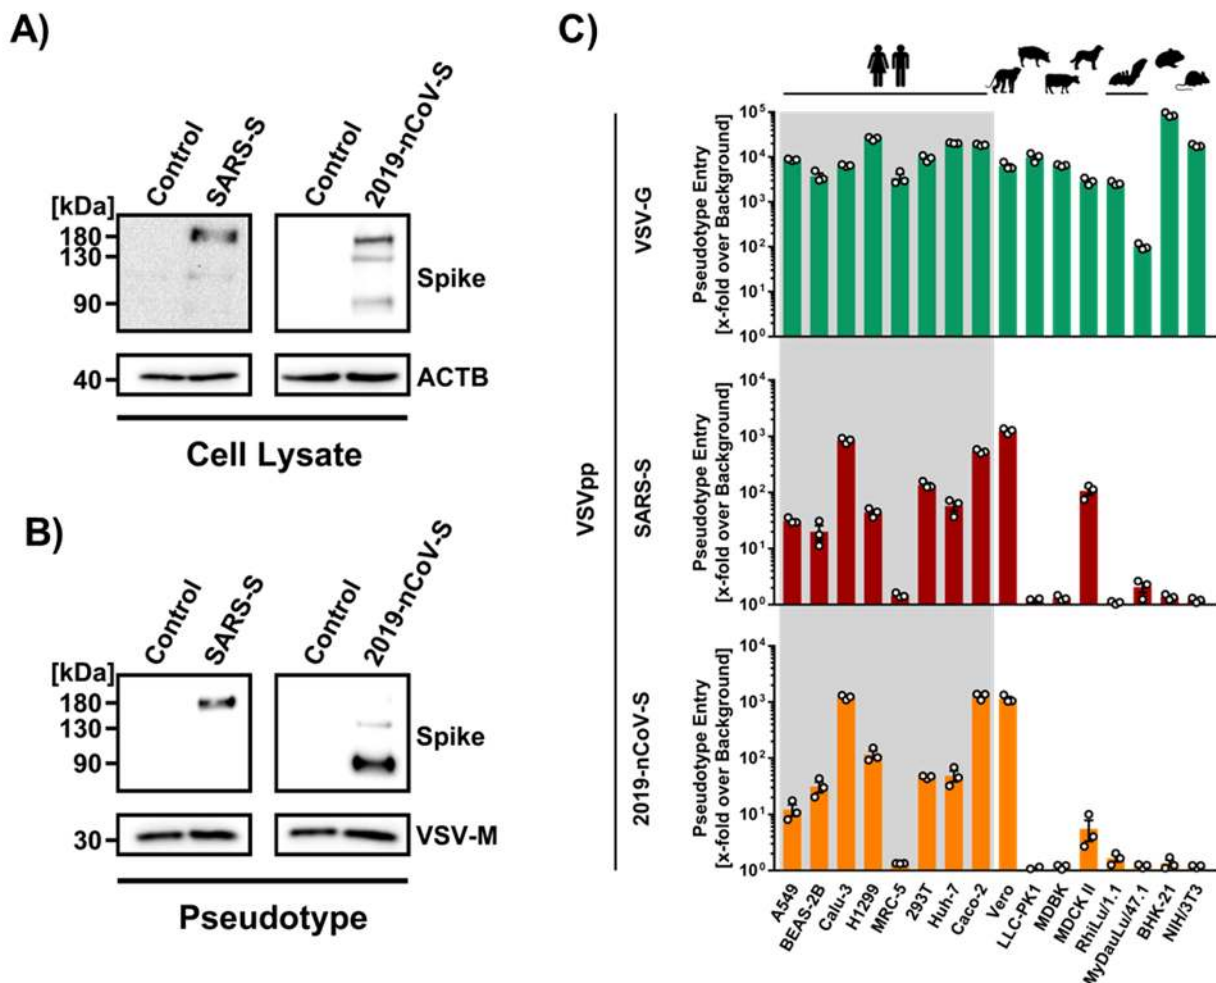 A)
Control
SARS-S
Control
2019-nCoV-S
[kDa]
180
130
90
Spike
40
ACTB
Cell Lysate
B)
Control
SARS-S
Control
2019-nCoV-S
[kDa]
180
130
90
Spike
30
VSV-M
Pseudotype
C)
VSVpp
VSV-G
Pseudotype Entry
[x-fold over Background]
10⁵
10⁴
10³
10²
10¹
10⁰
SARS-S
Pseudotype Entry
[x-fold over Background]
10⁴
10³
10²
10¹
10⁰
2019-nCoV-S
Pseudotype Entry
[x-fold over Background]
10⁴
10³
10²
10¹
10⁰
A549
BEAS-2B
Calu-3
H1299
MRC-5
293T
Huh-7
Caco-2
Vero
LLC-PK1
MDBK
MDCK II
RhiLu/1.1
MyDauLu/47.1
BHK-21
NIH/3T3